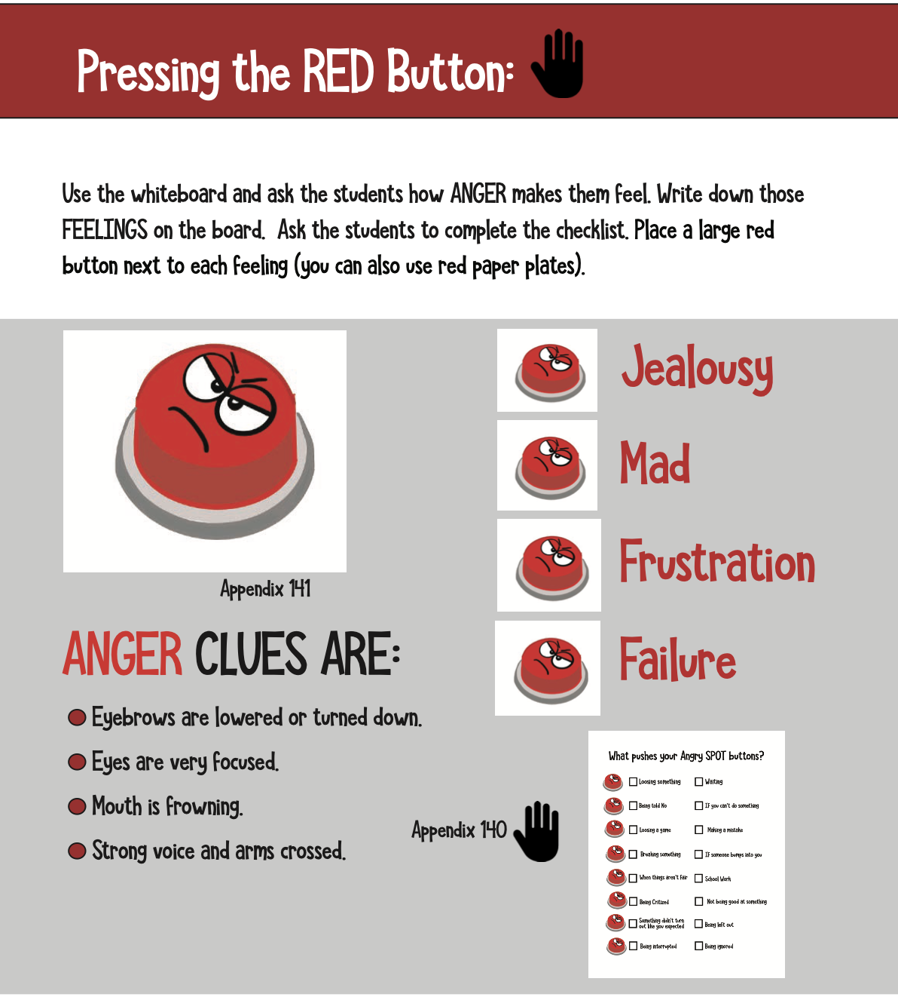 Pressing the RED Button:
Use the whiteboard and ask the students how ANGER makes them feel. Write down those
FEELINGS on the board. Ask the students to complete the checklist. Place a large red
button next to each feeling (you can also use red paper plates).
Appendix 141
ANGER CLUES ARE:
Eyebrows are lowered or turned down.
Eyes are very focused.
Mouth is frowning.
Strong voice and arms crossed.
Jealousy
Mad
Frustration
Failure
Appendix 140
What pushes your Angry SPOT buttons?
Loosing something
Waiting
Being told No
If you can't do something
Loosing a game
Making a mistake
Breaking something
If someone bumps into you
When things aren't fair
School Work
Being Critized
Not being good at something
Something didn't turn
out like you expected
Being left out
Being interrupted
Being ignored